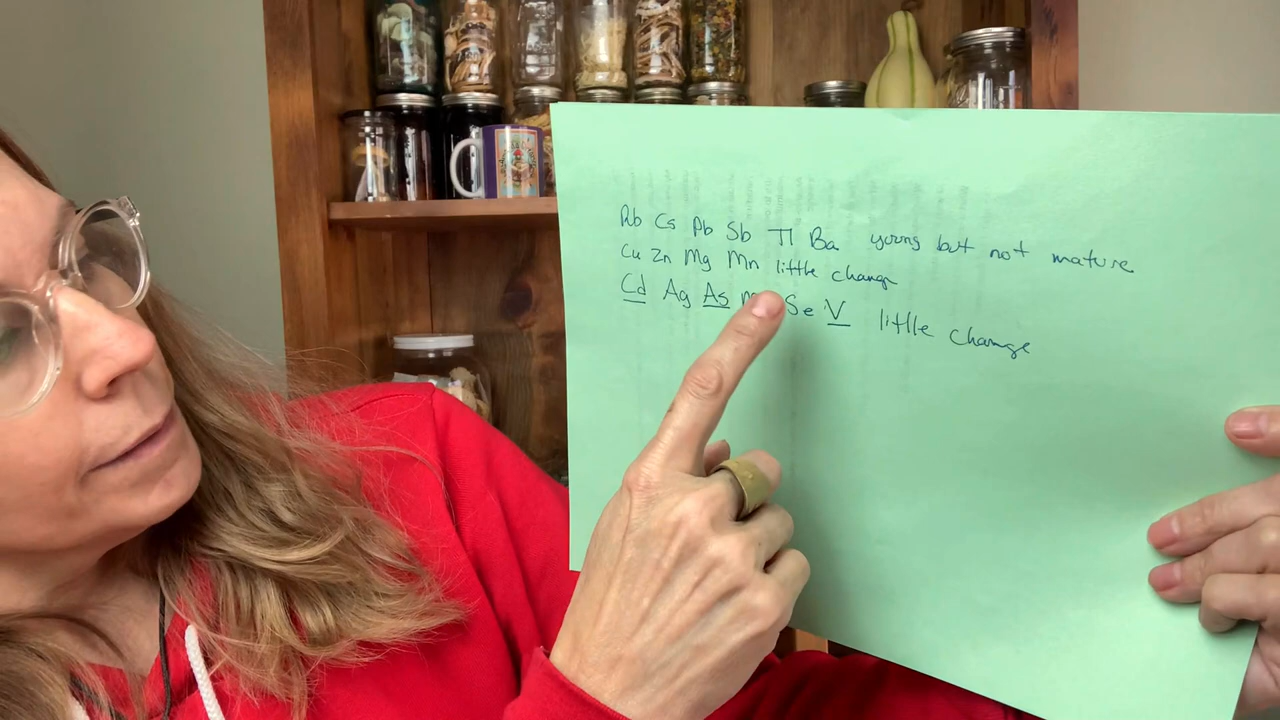 Rb Cs Pb Sb Tl Ba young but not mature
Cu Zn Mg Mn little change
Cd Ag As Se V little change